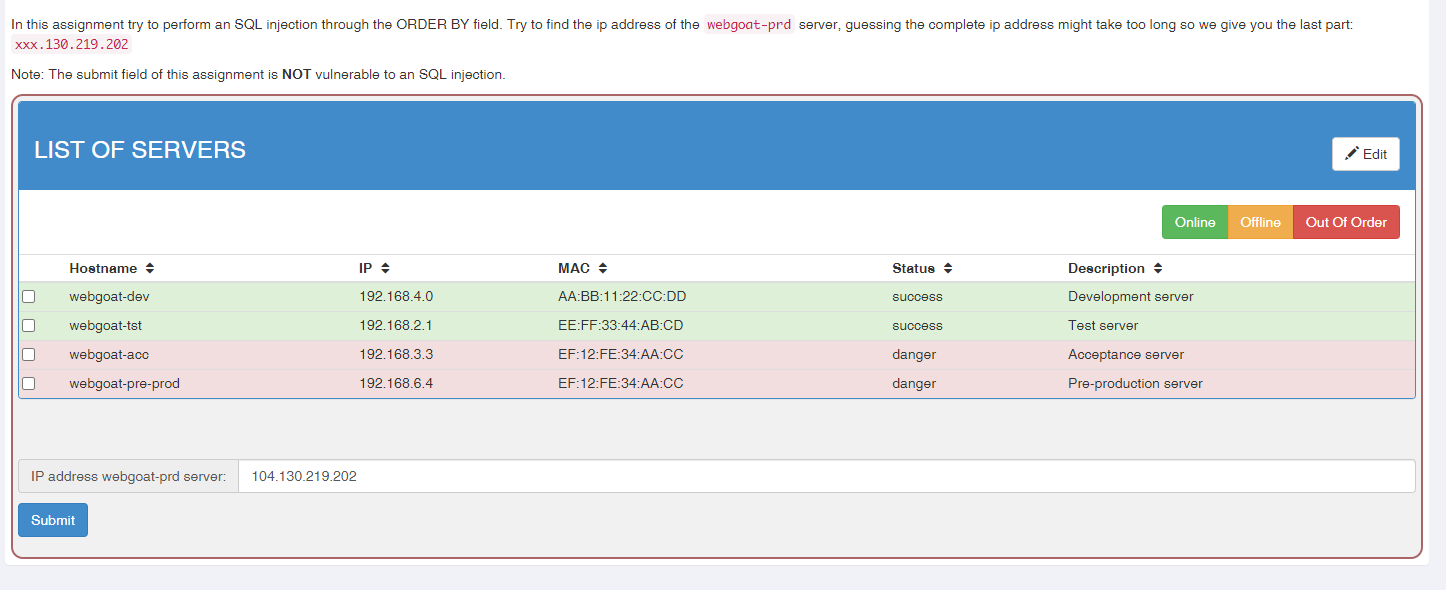 In this assignment try to perform an SQL injection through the ORDER BY field. Try to find the ip address of the webgoat-prd server, guessing the complete ip address might take too long so we give you the last part:
xxx.130.219.202
Note: The submit field of this assignment is NOT vulnerable to an SQL injection.
LIST OF SERVERS
Edit
Online Offline Out Of Order
Hostname IP MAC Status Description
webgoat-dev 192.168.4.0 AA:BB:11:22:CC:DD success Development server
webgoat-tst 192.168.2.1 EE:FF:33:44:AB:CD success Test server
webgoat-acc 192.168.3.3 EF:12:FE:34:AA:CC danger Acceptance server
webgoat-pre-prod 192.168.6.4 EF:12:FE:34:AA:CC danger Pre-production server
IP address webgoat-prd server: 104.130.219.202
Submit